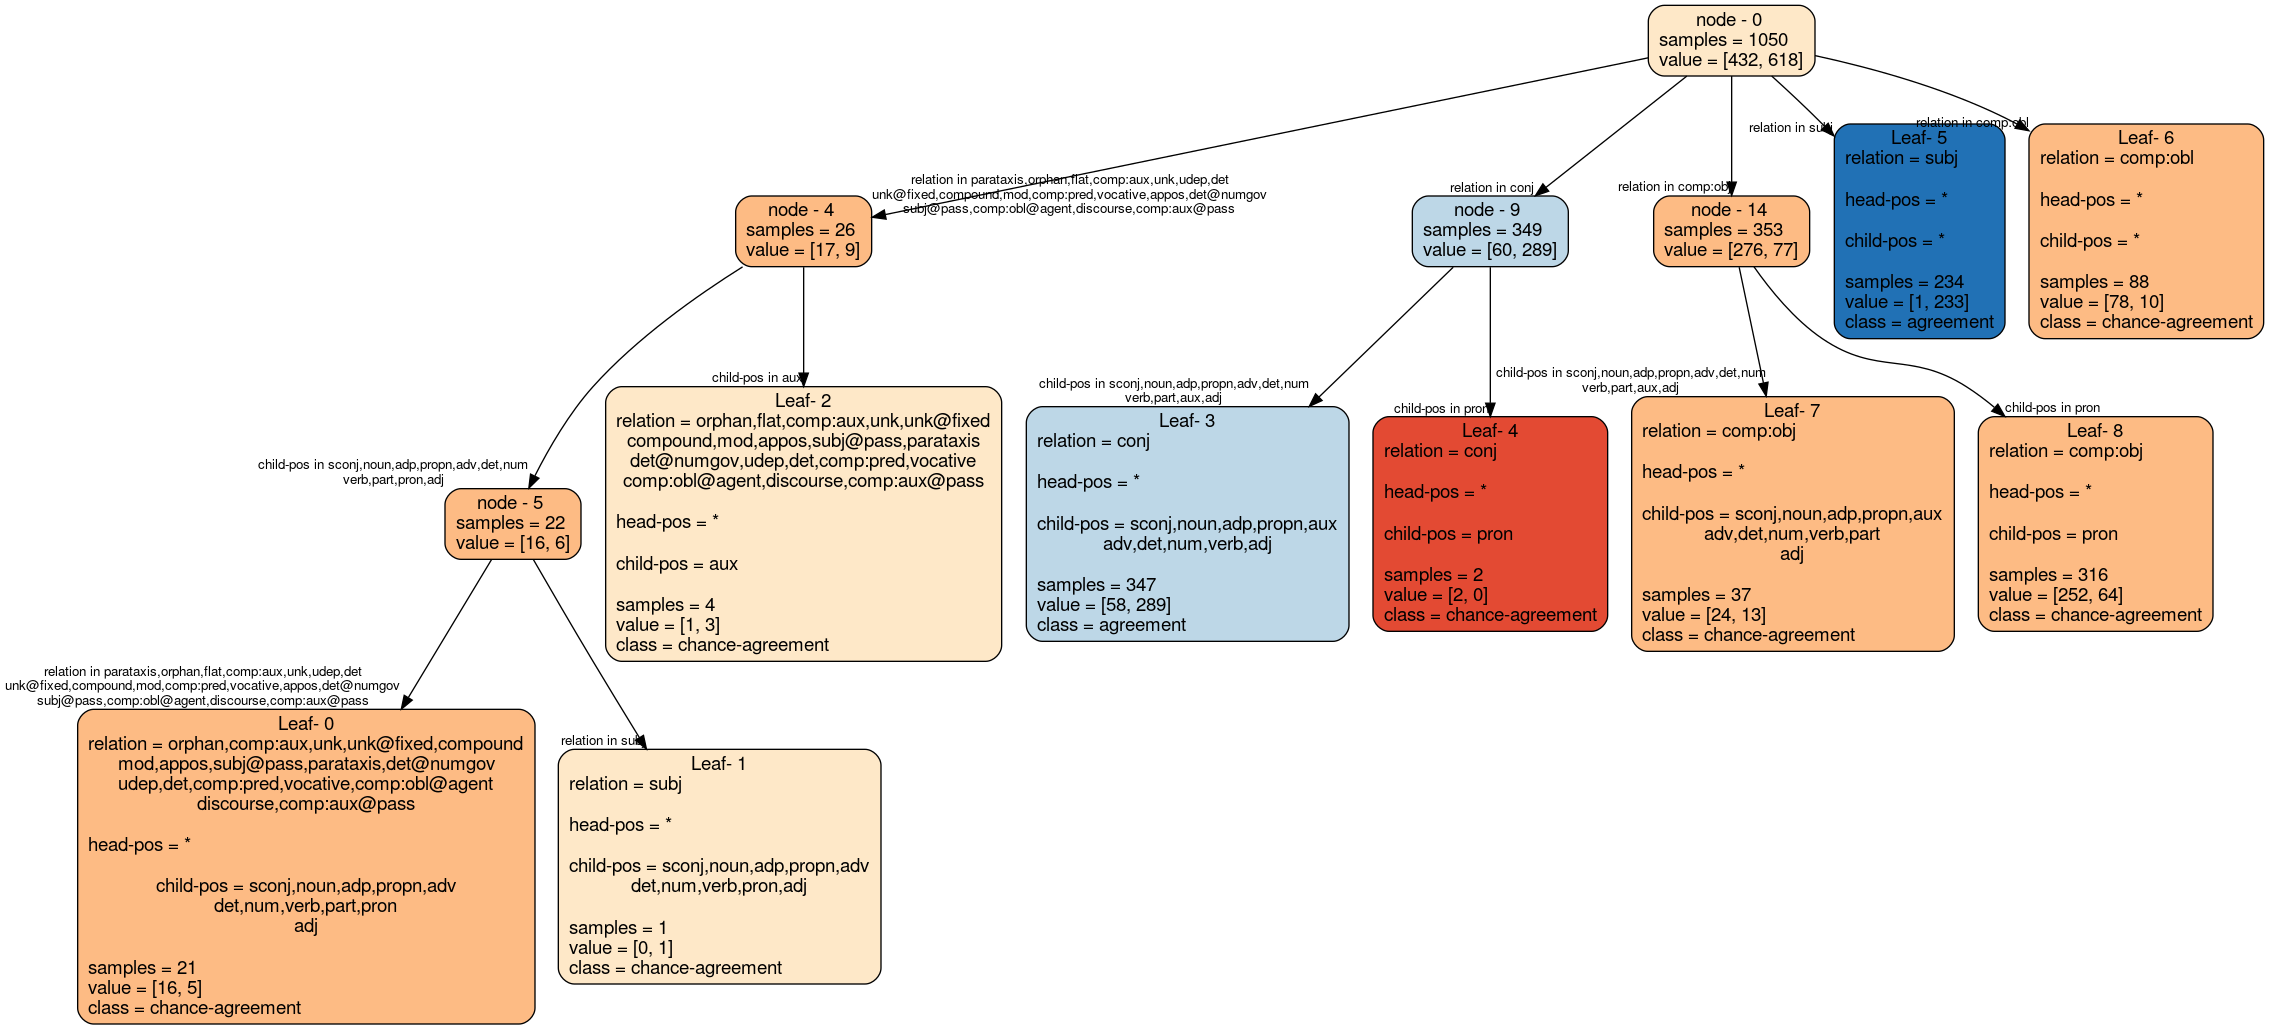 node - 0
samples = 1050
value = [432, 618]
relation in parataxis,orphan,flat,comp:aux,unk,udep,det
unk@fixed,compound,mod,comp:pred,vocative,appos,det@numgov
subj@pass,comp:obl@agent,discourse,comp:aux@pass
relation in conj
relation in comp:obj
relation in subj
relation in comp:obl
node - 4
samples = 26
value = [17, 9]
node - 9
samples = 349
value = [60, 289]
node - 14
samples = 353
value = [276, 77]
Leaf- 5
relation = subj
head-pos = *
child-pos = *
samples = 234
value = [1, 233]
class = agreement
Leaf- 6
relation = comp:obl
head-pos = *
child-pos = *
samples = 88
value = [78, 10]
class = chance-agreement
child-pos in sconj,noun,adp,propn,adv,det,num
verb,part,pron,adj
child-pos in aux
child-pos in sconj,noun,adp,propn,adv,det,num
verb,part,aux,adj
child-pos in pron
child-pos in sconj,noun,adp,propn,adv,det,num
verb,part,aux,adj
child-pos in pron
node - 5
samples = 22
value = [16, 6]
Leaf- 2
relation = orphan,flat,comp:aux,unk,unk@fixed
compound,mod,appos,subj@pass,parataxis
det@numgov,udep,det,comp:pred,vocative
comp:obl@agent,discourse,comp:aux@pass
head-pos = *
child-pos = aux
samples = 4
value = [1, 3]
class = chance-agreement
Leaf- 3
relation = conj
head-pos = *
child-pos = sconj,noun,adp,propn,aux
adv,det,num,verb,adj
samples = 347
value = [58, 289]
class = agreement
Leaf- 4
relation = conj
head-pos = *
child-pos = pron
samples = 2
value = [2, 0]
class = chance-agreement
Leaf- 7
relation = comp:obj
head-pos = *
child-pos = sconj,noun,adp,propn,aux
adv,det,num,verb,part
adj
samples = 37
value = [24, 13]
class = chance-agreement
Leaf- 8
relation = comp:obj
head-pos = *
child-pos = pron
samples = 316
value = [252, 64]
class = chance-agreement
relation in parataxis,orphan,flat,comp:aux,unk,udep,det
unk@fixed,compound,mod,comp:pred,vocative,appos,det@numgov
subj@pass,comp:obl@agent,discourse,comp:aux@pass
relation in subj
Leaf- 0
relation = orphan,comp:aux,unk,unk@fixed,compound
mod,appos,subj@pass,parataxis,det@numgov
udep,det,comp:pred,vocative,comp:obl@agent
discourse,comp:aux@pass
head-pos = *
child-pos = sconj,noun,adp,propn,adv
det,num,verb,part,pron
adj
samples = 21
value = [16, 5]
class = chance-agreement
Leaf- 1
relation = subj
head-pos = *
child-pos = sconj,noun,adp,propn,adv
det,num,verb,pron,adj
samples = 1
value = [0, 1]
class = chance-agreement